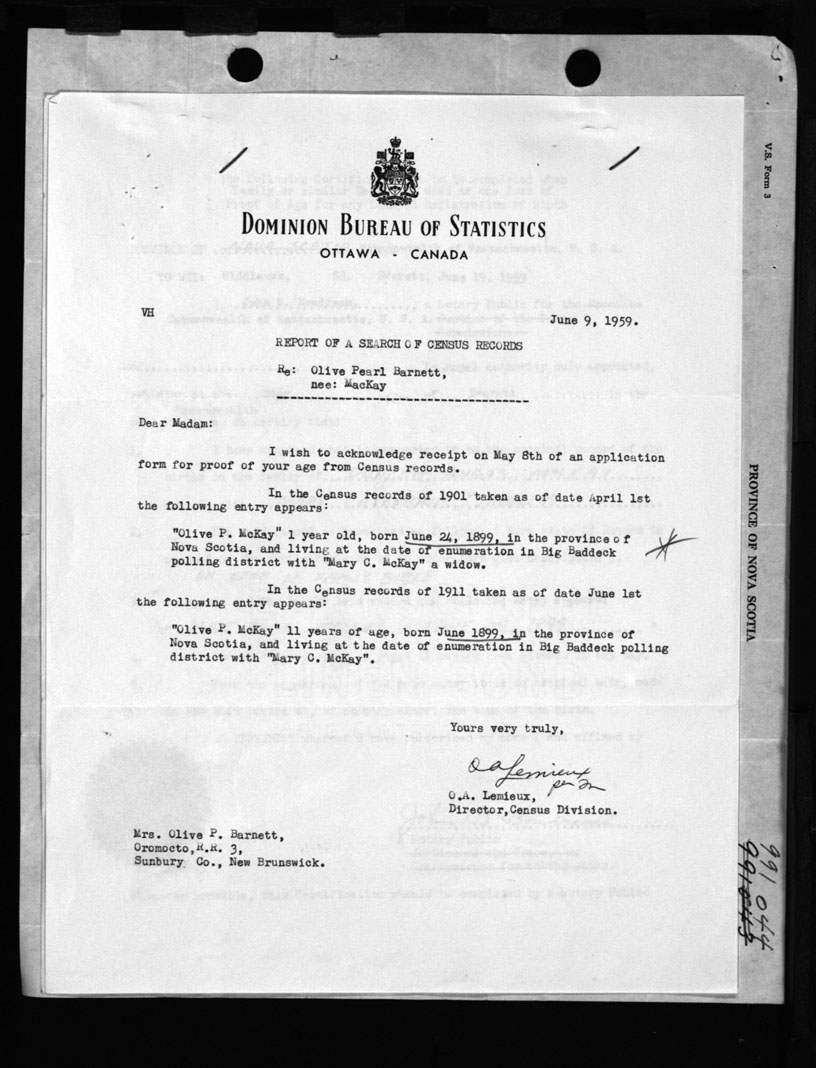 V.S. Form 3
DOMINION BUREAU OF STATISTICS
OTTAWA - CANADA
VH
June 9, 1959.
REPORT OF A SEARCH OF CENSUS RECORDS
Re: Olive Pearl Barnett,
nee: MacKay
Dear Madam:
I wish to acknowledge receipt on May 8th of an application
form for proof of your age from Census records.
In the Census records of 1901 taken as of date April 1st
the following entry appears:
"Olive P. McKay" 1 year old, born June 24, 1899, in the province of
Nova Scotia, and living at the date of enumeration in Big Baddeck
polling district with "Mary C. McKay" a widow.
In the Census records of 1911 taken as of date June 1st
the following entry appears:
"Olive P. McKay" 11 years of age, born June 1899, in the province of
Nova Scotia, and living at the date of enumeration in Big Baddeck polling
district with "Mary C. McKay".
Yours very truly,
O A Lemieux
per
O.A. Lemieux,
Director,Census Division.
Mrs. Olive P. Barnett,
Oromocto,R.R. 3,
Sunbury Co., New Brunswick.
PROVINCE OF NOVA SCOTIA
991044